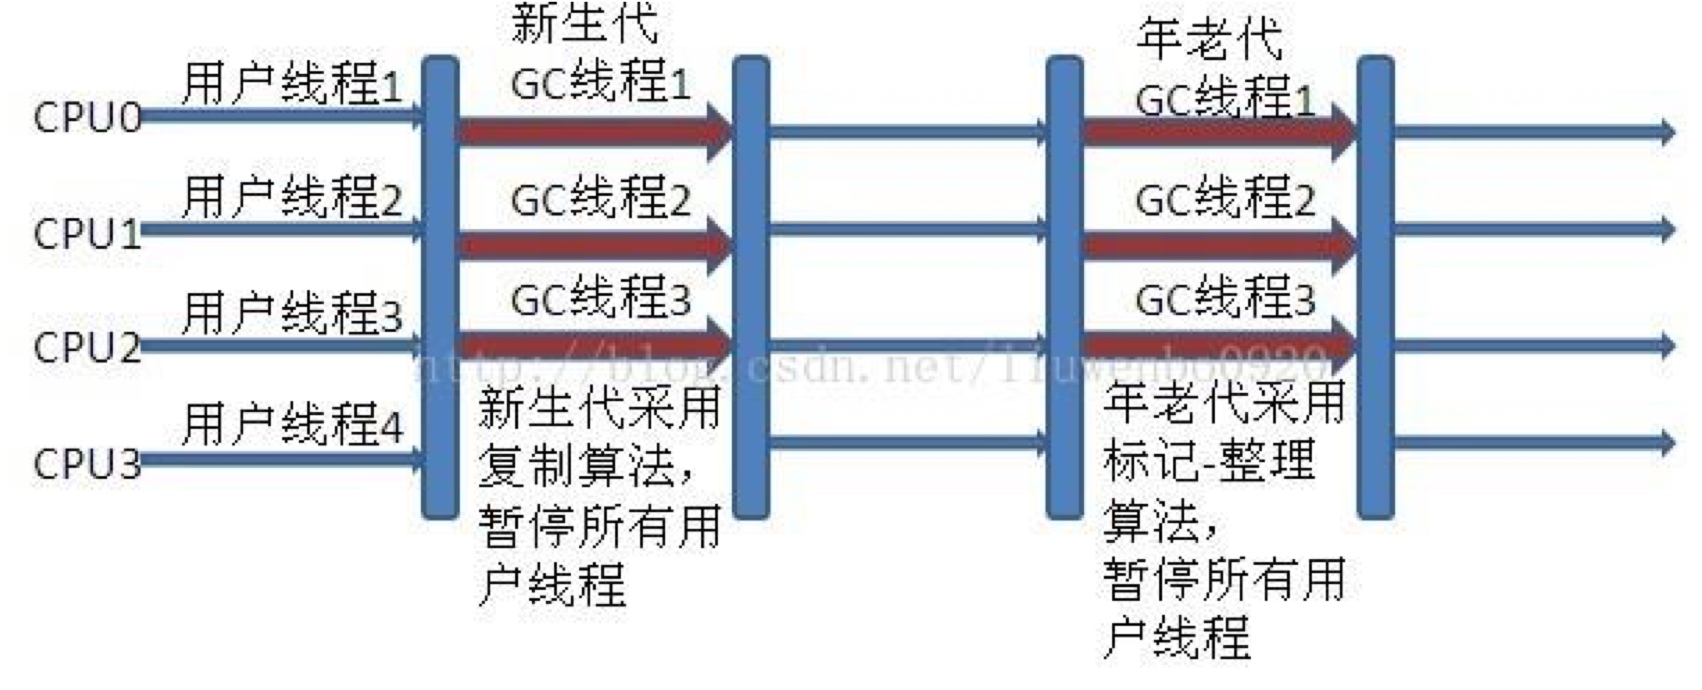 新生代
GC线程1
年老代
GC线程1
CPU0
用户线程1
CPU1
用户线程2
GC线程2
GC线程2
CPU2
用户线程3
GC线程3
GC线程3
http://blog.csdn.net/liuwenbo0920
CPU3
用户线程4
新生代采用
复制算法，
暂停所有用
户线程
年老代采用
标记-整理
算法，
暂停所有用
户线程